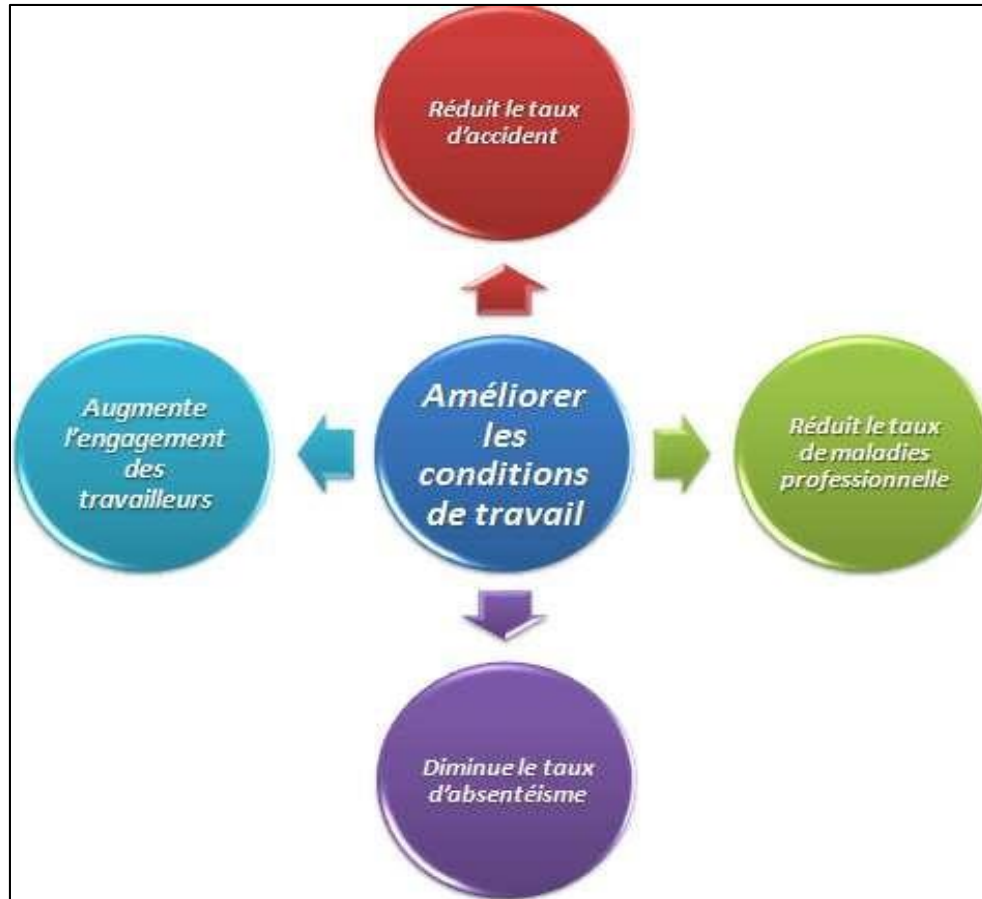 Réduit le taux
d'accident
Augmente
l'engagement
des
travailleurs
Améliorer
les
conditions
de travail
Réduit le taux
de maladies
professionnelle
Diminue le taux
d'absentéisme